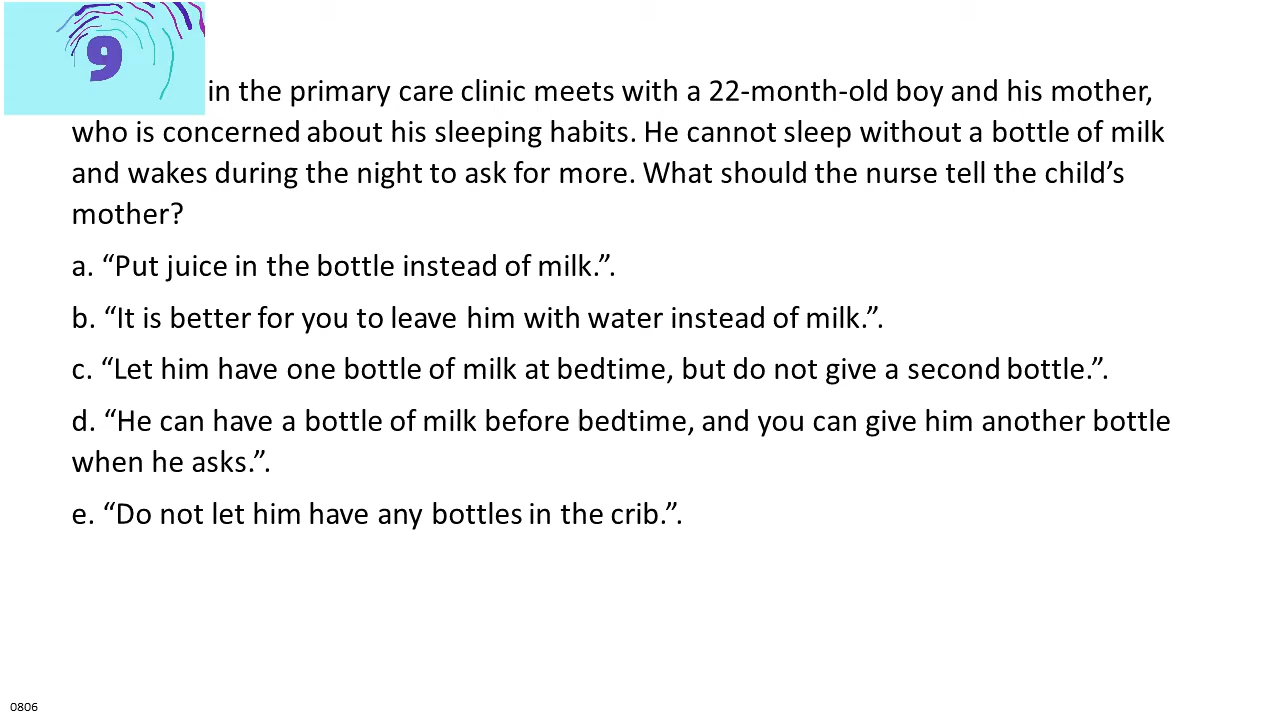 9
in the primary care clinic meets with a 22-month-old boy and his mother,
who is concerned about his sleeping habits. He cannot sleep without a bottle of milk
and wakes during the night to ask for more. What should the nurse tell the child’s
mother?
a. “Put juice in the bottle instead of milk.”.
b. “It is better for you to leave him with water instead of milk.”.
c. “Let him have one bottle of milk at bedtime, but do not give a second bottle.”.
d. “He can have a bottle of milk before bedtime, and you can give him another bottle
when he asks.”.
e. “Do not let him have any bottles in the crib.”.
0806